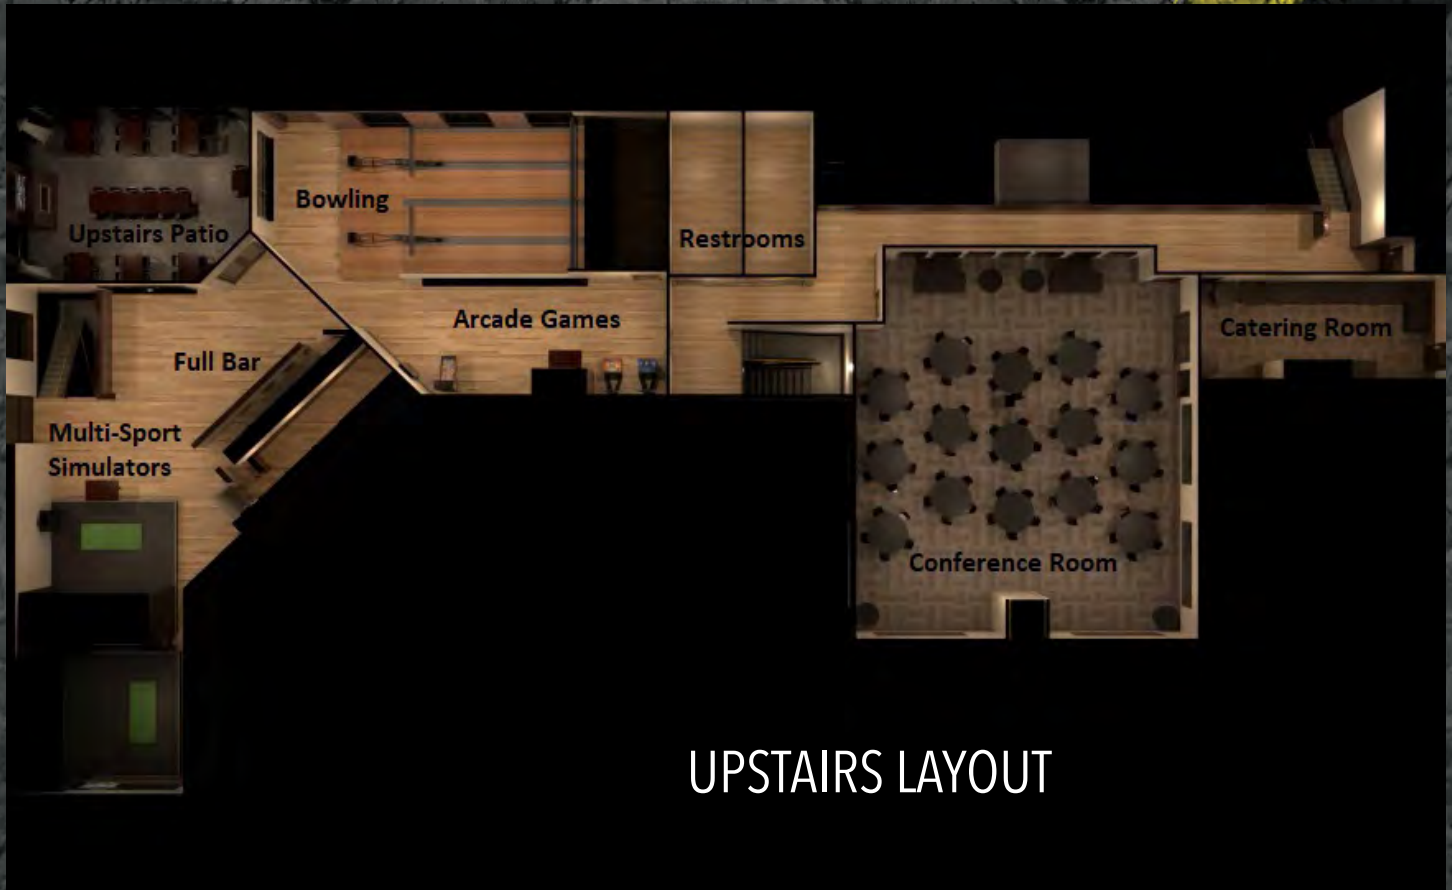 Bowling
Upstairs Patio
Restrooms
Arcade Games
Catering Room
Full Bar
Multi-Sport
Simulators
Conference Room
UPSTAIRS LAYOUT